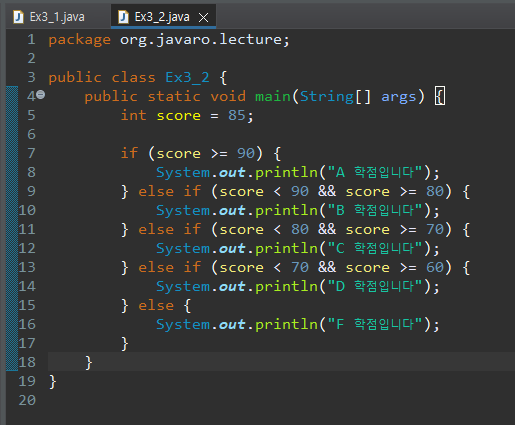 Ex3_1.java Ex3_2.java
1 package org.javaro.lecture;
2
3 public class Ex3_2 {
4 public static void main(String[] args) {
5 int score = 85;
6
7 if (score >= 90) {
8 System.out.println("A 학점입니다");
9 } else if (score < 90 && score >= 80) {
10 System.out.println("B 학점입니다");
11 } else if (score < 80 && score >= 70) {
12 System.out.println("C 학점입니다");
13 } else if (score < 70 && score >= 60) {
14 System.out.println("D 학점입니다");
15 } else {
16 System.out.println("F 학점입니다");
17 }
18 }
19 }
20